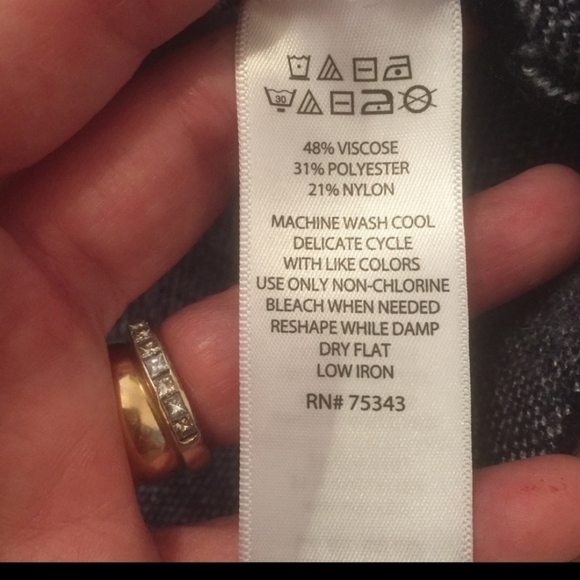 30
48% VISCOSE
31% POLYESTER
21% NYLON
MACHINE WASH COOL
DELICATE CYCLE
WITH LIKE COLORS
USE ONLY NON-CHLORINE
BLEACH WHEN NEEDED
RESHAPE WHILE DAMP
DRY FLAT
LOW IRON
RN# 75343